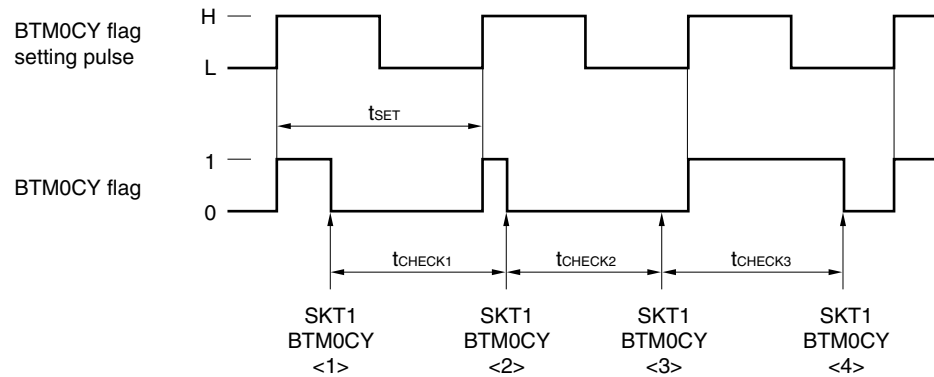 BTM0CY flag
setting pulse
H
L
tSET
BTM0CY flag
1
0
tCHECK1
tCHECK2
tCHECK3
SKT1
BTM0CY
<1>
SKT1
BTM0CY
<2>
SKT1
BTM0CY
<3>
SKT1
BTM0CY
<4>